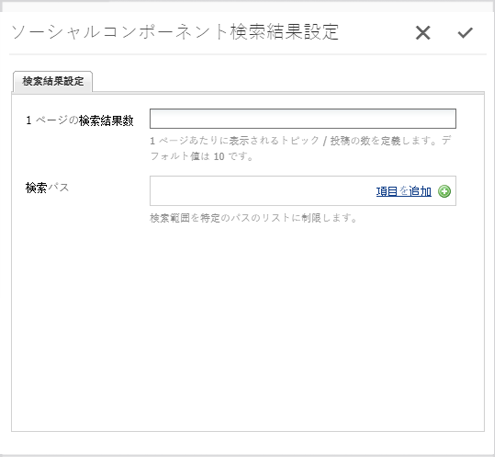 ソーシャルコンポーネント検索結果設定
検索結果設定
1 ページの検索結果数
1 ページあたりに表示されるトピック / 投稿の数を定義します。デ
フォルト値は 10 です。
検索パス
項目を追加
検索範囲を特定のパスのリストに制限します。